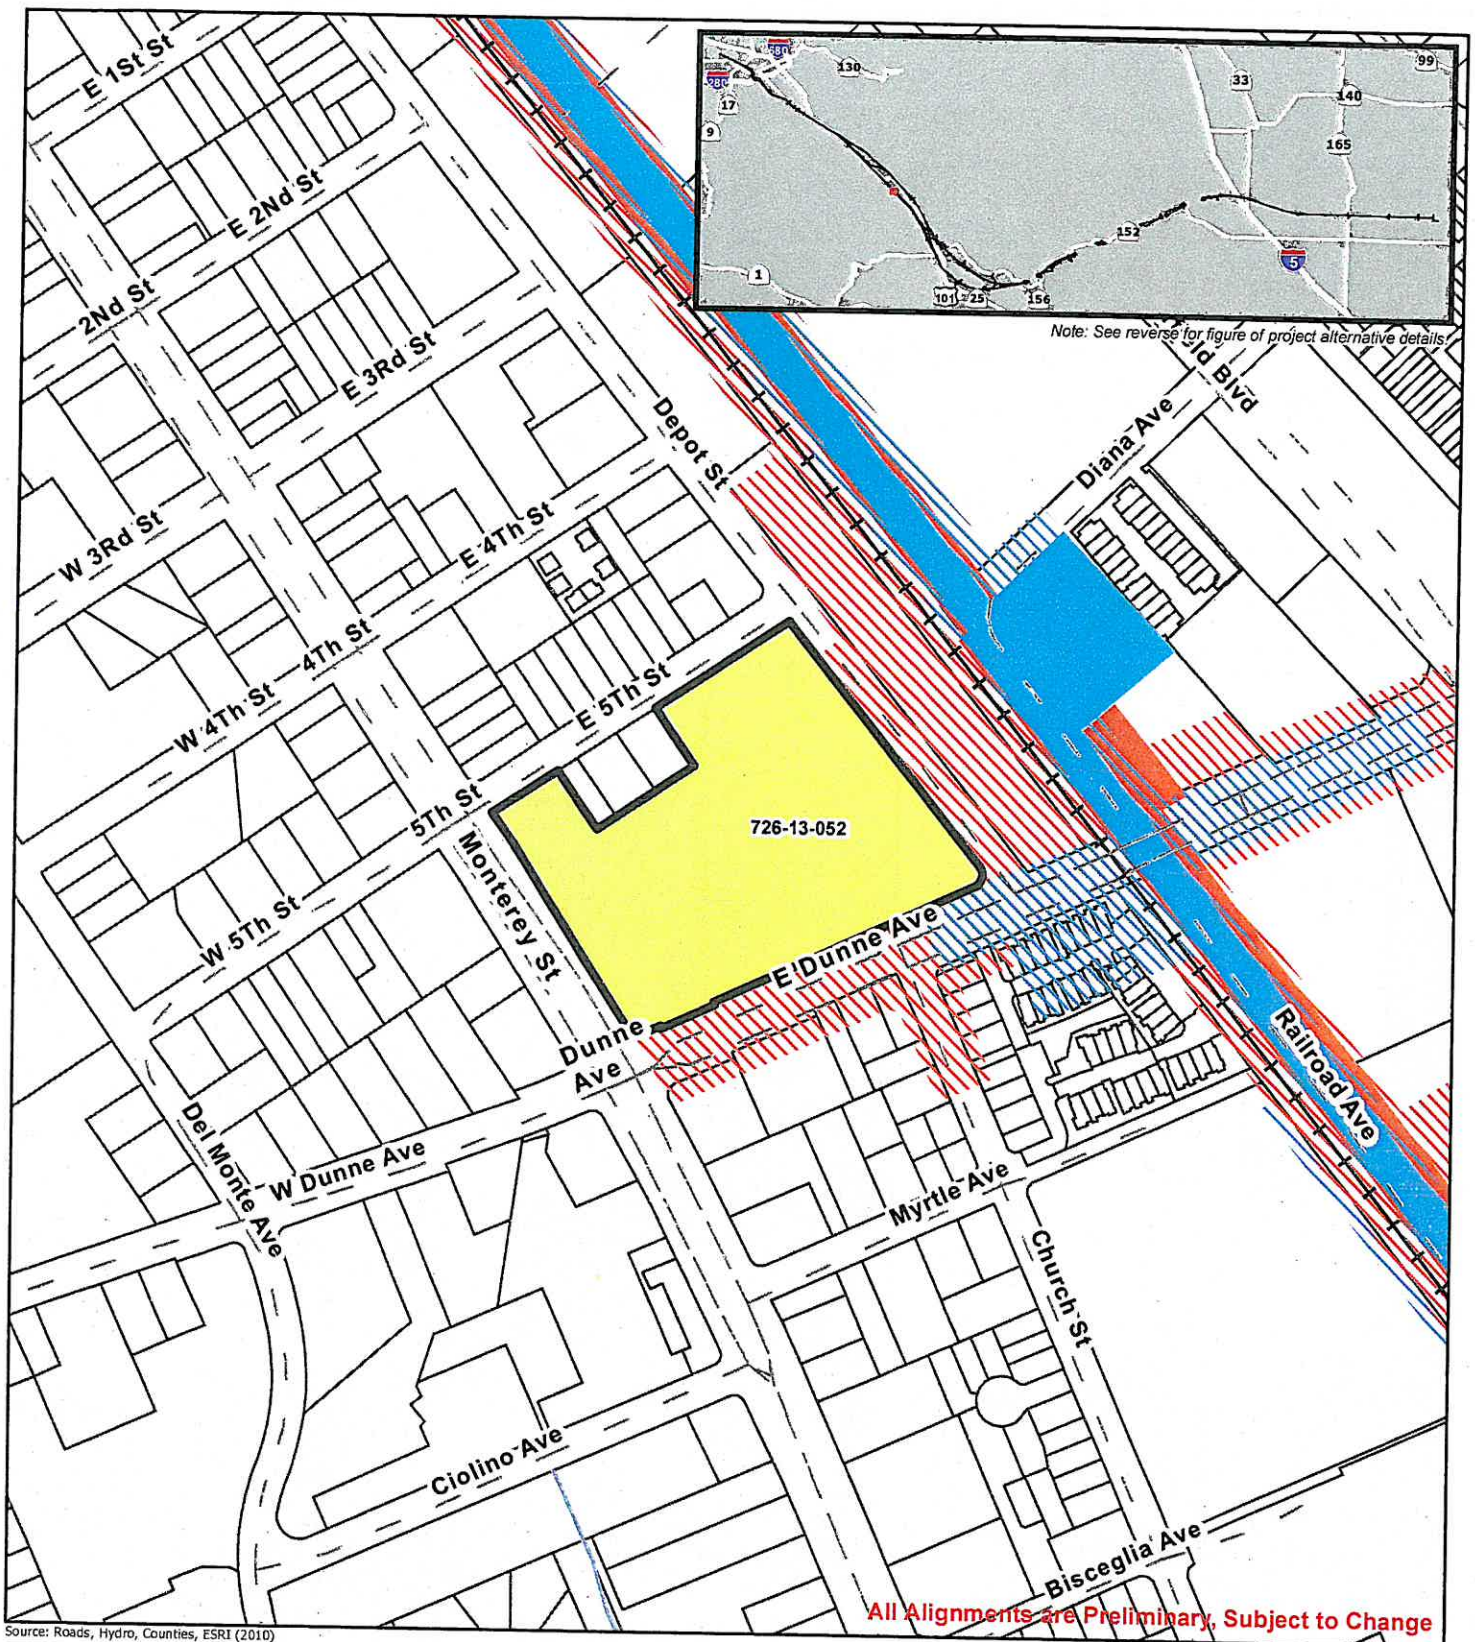 E 1St St
680
280
130
17
9
33
99
140
165
152
5
1
101
25
156
Note: See reverse for figure of project alternative details.
E 2Nd St
2Nd St
E 3Rd St
Depot St
Blvd
Diana Ave
W 3Rd St
E 4Th St
4Th St
W 4Th St
E 5Th St
5Th St
726-13-052
Monterey St
W 5Th St
E Dunne Ave
Dunne
Ave
Railroad Ave
Del Monte Ave
W Dunne Ave
Myrtle Ave
Church St
Ciolino Ave
Bisceglia Ave
All Alignments are Preliminary, Subject to Change
Source: Roads, Hydro, Counties, ESRI (2010)